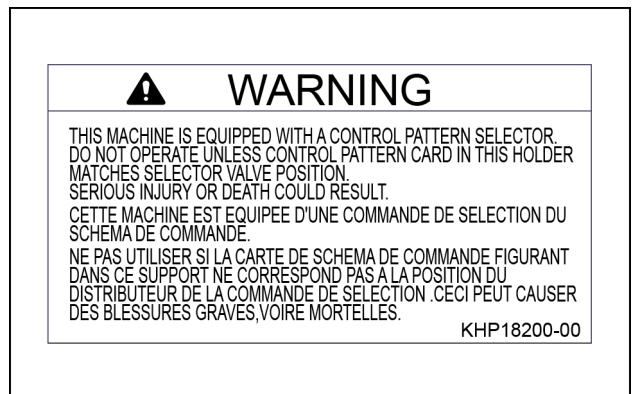 WARNING
THIS MACHINE IS EQUIPPED WITH A CONTROL PATTERN SELECTOR.
DO NOT OPERATE UNLESS CONTROL PATTERN CARD IN THIS HOLDER
MATCHES SELECTOR VALVE POSITION.
SERIOUS INJURY OR DEATH COULD RESULT.
CETTE MACHINE EST EQUIPEE D'UNE COMMANDE DE SELECTION DU
SCHEMA DE COMMANDE.
NE PAS UTILISER SI LA CARTE DE SCHEMA DE COMMANDE FIGURANT
DANS CE SUPPORT NE CORRESPOND PAS A LA POSITION DU
DISTRIBUTEUR DE LA COMMANDE DE SELECTION .CECI PEUT CAUSER
DES BLESSURES GRAVES,VOIRE MORTELLES.
KHP18200-00